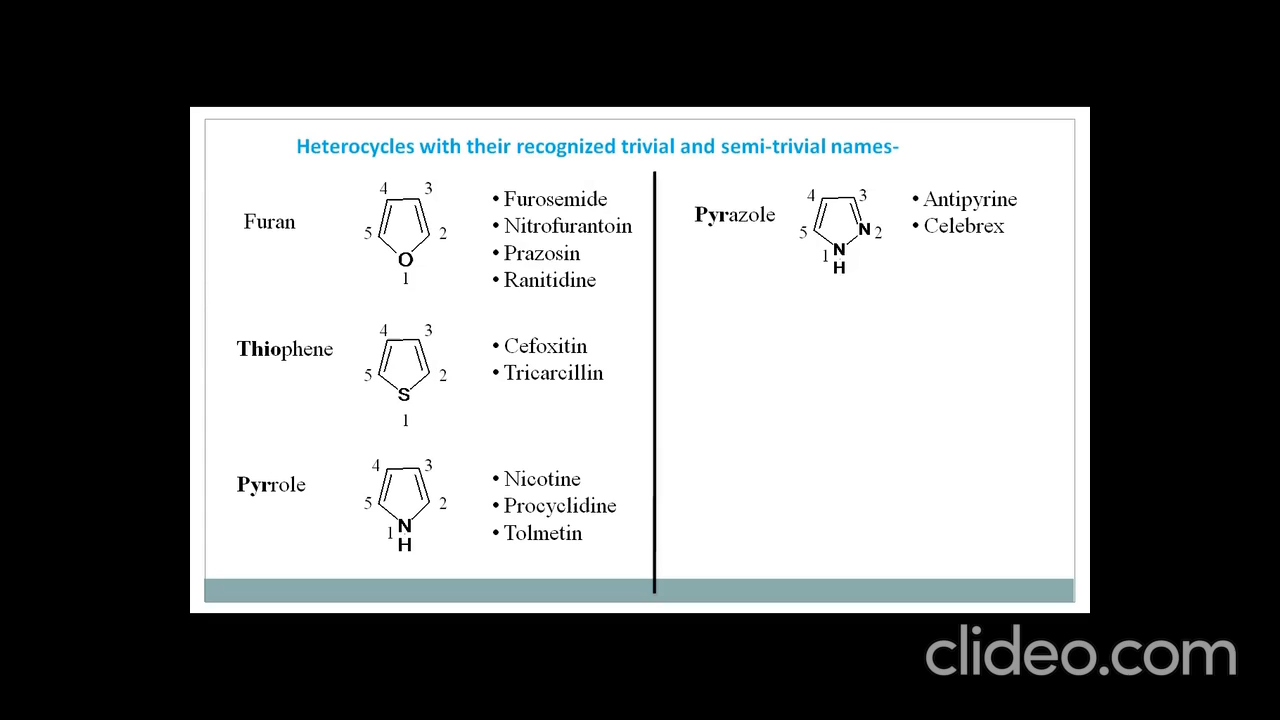 Heterocycles with their recognized trivial and semi-trivial names-
Furan
4 3
5 2
O
1
• Furosemide
• Nitrofurantoin
• Prazosin
• Ranitidine
Thiophene
4 3
5 2
S
1
• Cefoxitin
• Tricarcillin
Pyrrole
4 3
5 2
1 N
H
• Nicotine
• Procyclidine
• Tolmetin
Pyrazole
4 3
5 N 2
1 N
H
• Antipyrine
• Celebrex
clideo.com